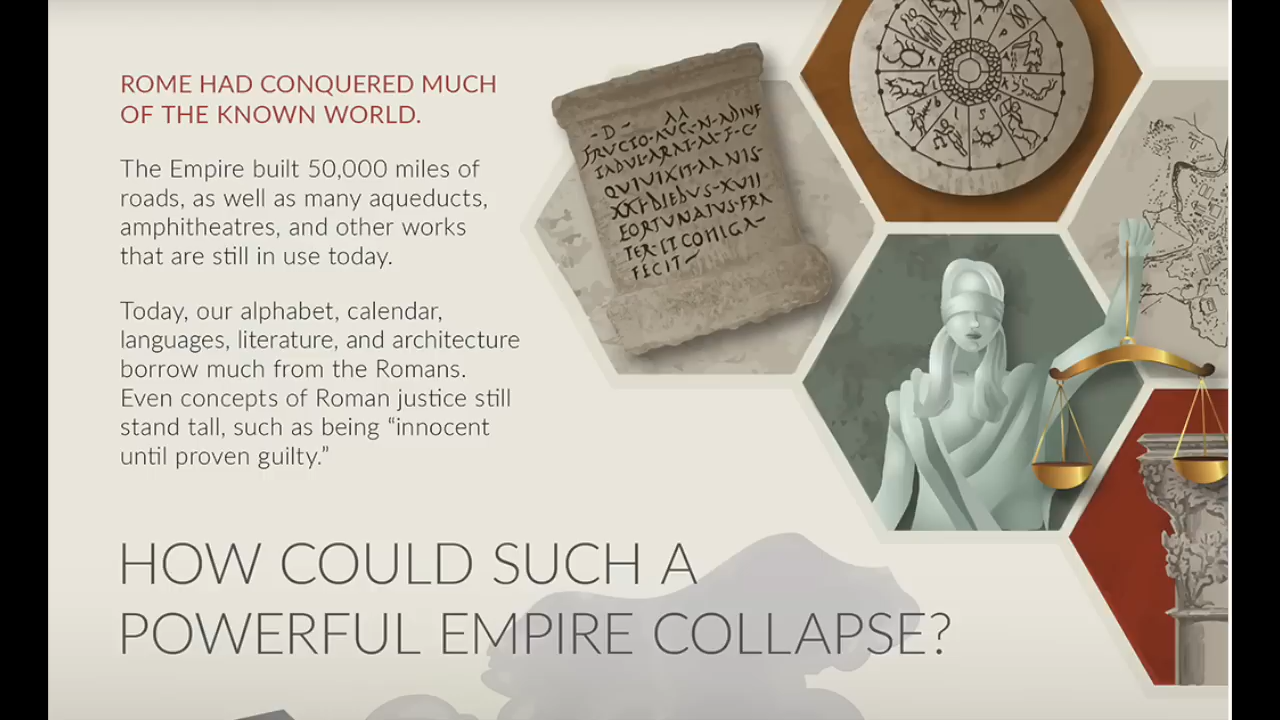 ROME HAD CONQUERED MUCH
OF THE KNOWN WORLD.
The Empire built 50,000 miles of
roads, as well as many aqueducts,
amphitheatres, and other works
that are still in use today.
Today, our alphabet, calendar,
languages, literature, and architecture
borrow much from the Romans.
Even concepts of Roman justice still
stand tall, such as being “innocent
until proven guilty.”
HOW COULD SUCH A
POWERFUL EMPIRE COLLAPSE?
FECIT